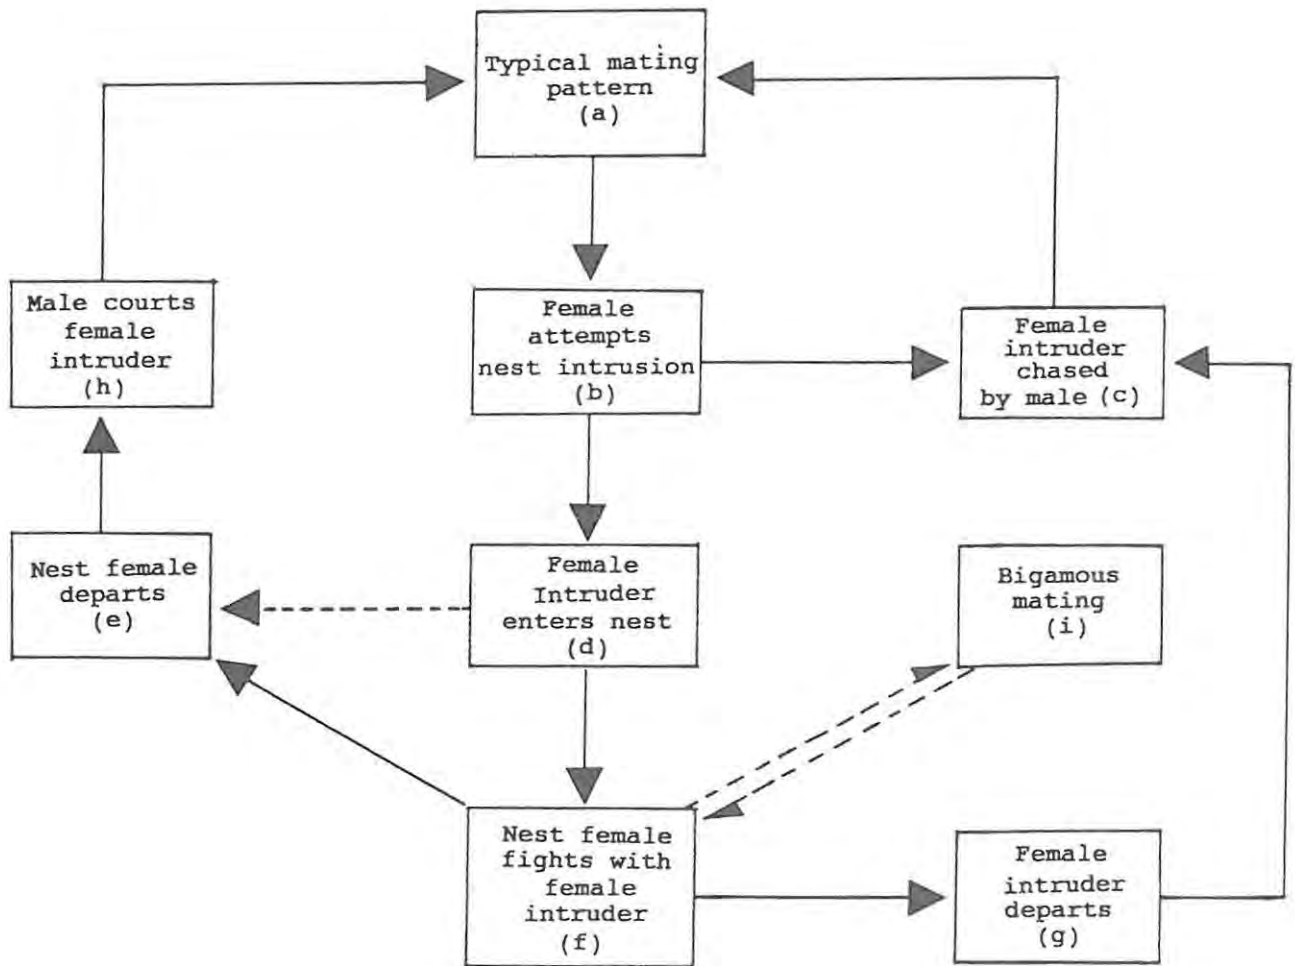 Typical mating
pattern
(a)
Female
attempts
nest intrusion
(b)
Male courts
female
intruder
(h)
Female
intruder
chased
by male (c)
Nest female
departs
(e)
Female
Intruder
enters nest
(d)
Bigamous
mating
(i)
Nest female
fights with
female
intruder
(f)
Female
intruder
departs
(g)